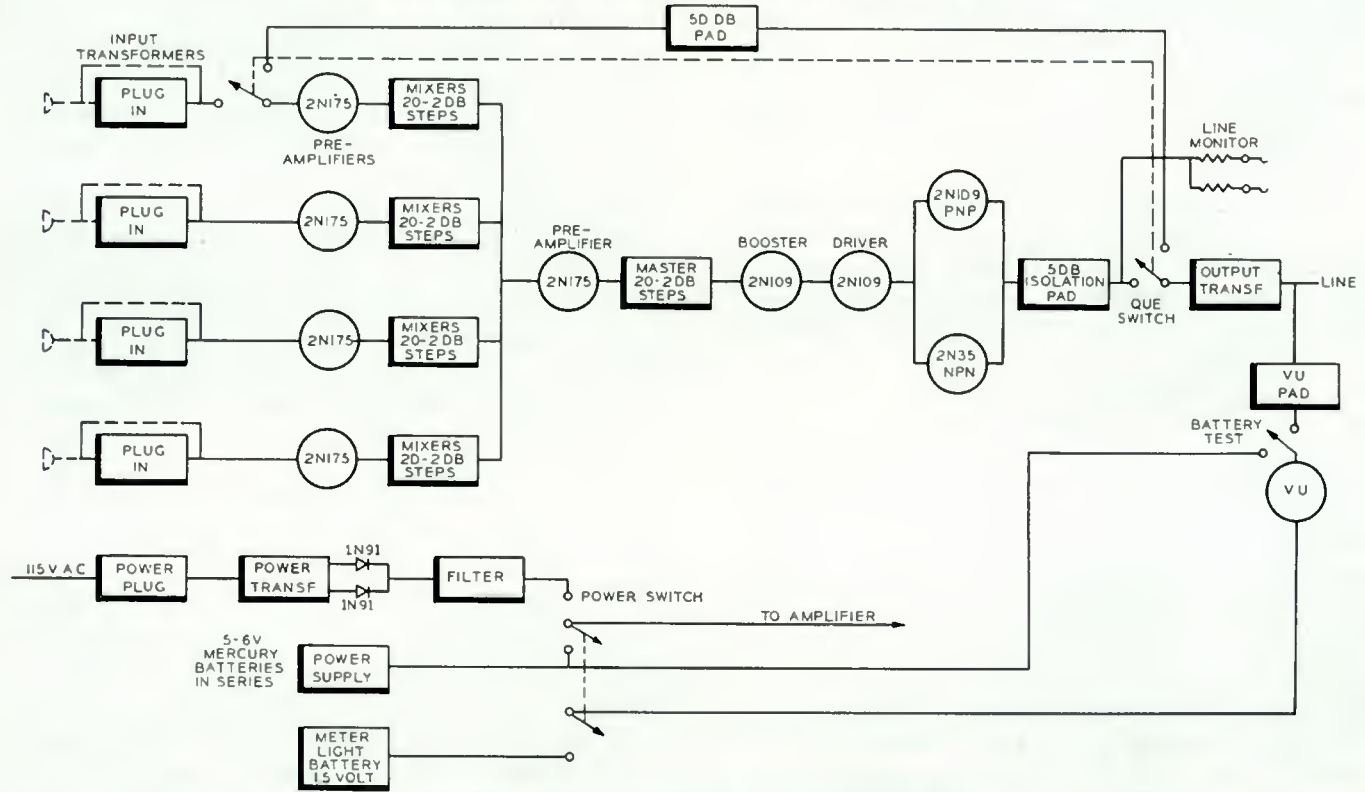 INPUT
TRANSFORMERS
5D DB
PAD
PLUG
IN
2N175
MIXERS
20-2 DB
STEPS
PRE-
AMPLIFIERS
LINE
MONITOR
PLUG
IN
2N175
MIXERS
20-2 DB
STEPS
2N1D9
PNP
PRE-
AMPLIFIER
2N175
MASTER
20-2 DB
STEPS
BOOSTER
2N109
DRIVER
2N109
5DB
ISOLATION
PAD
QUE
SWITCH
OUTPUT
TRANSF
LINE
PLUG
IN
2N175
MIXERS
20-2 DB
STEPS
2N35
NPN
VU
PAD
BATTERY
TEST
VU
PLUG
IN
2N175
MIXERS
2D-2 DB
STEPS
115V AC
POWER
PLUG
POWER
TRANSF
1N91
1N91
FILTER
POWER SWITCH
TO AMPLIFIER
5-6V
MERCURY
BATTERIES
IN SERIES
POWER
SUPPLY
METER
LIGHT
BATTERY
1.5 VOLT